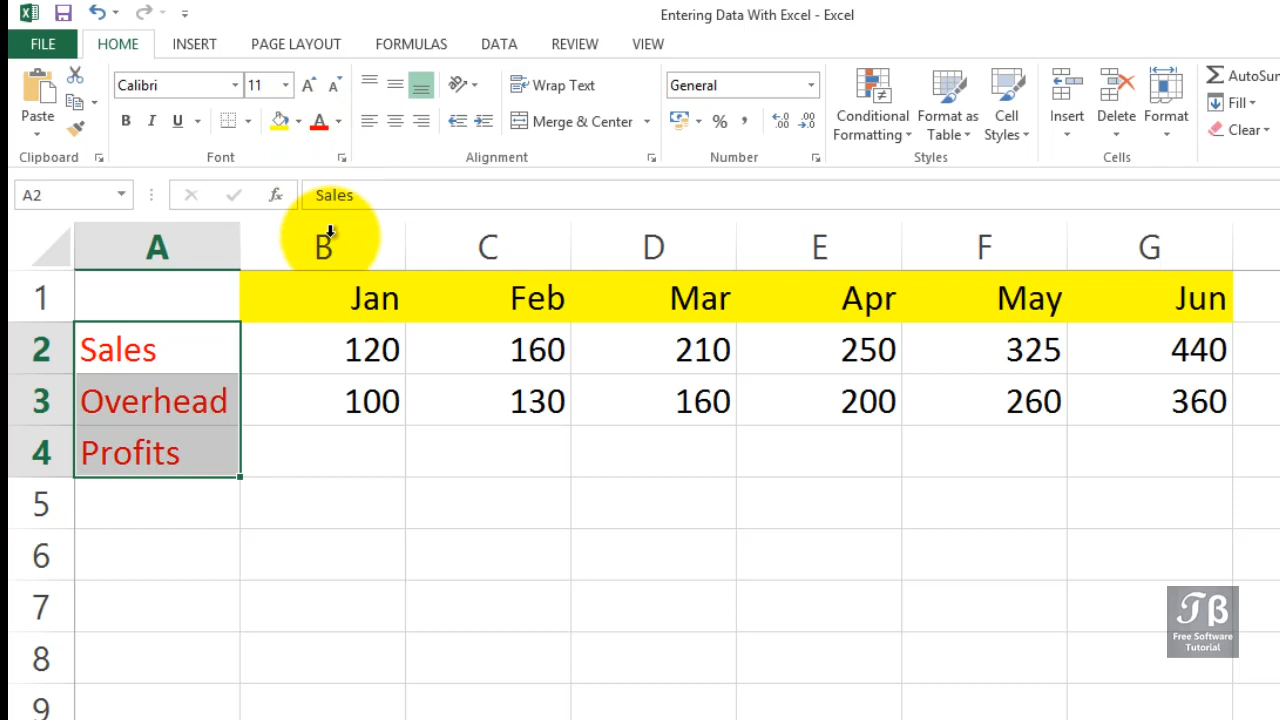 Entering Data With Excel - Excel
FILE HOME INSERT PAGE LAYOUT FORMULAS DATA REVIEW VIEW
Calibri 11 Wrap Text General AutoSum
Paste Conditional Format as Cell Insert Delete Format Fill
B I U Merge & Center % Formatting Table Styles Clear
Clipboard Font Alignment Number Styles Cells
A2 fx Sales
A B C D E F G
1 Jan Feb Mar Apr May Jun
2 Sales 120 160 210 250 325 440
3 Overhead 100 130 160 200 260 360
4 Profits
5
6
7
TB
Free Software
Tutorial
8
9